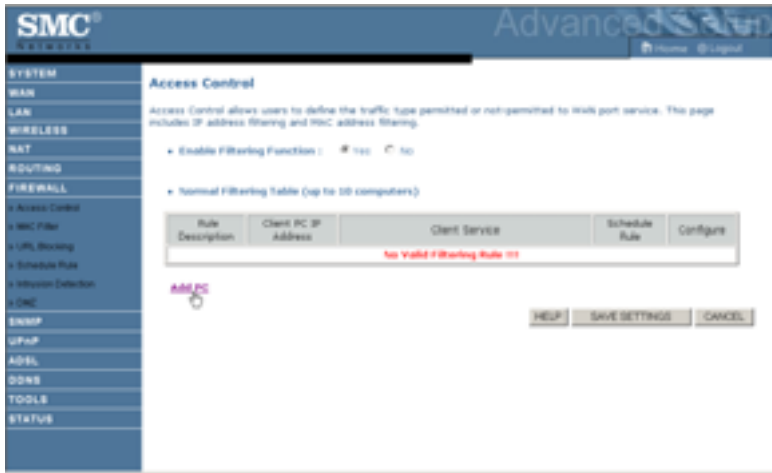 SMC®
Networks
Advanced Setup
Home Logout
SYSTEM
WAN
LAN
WIRELESS
NAT
ROUTING
FIREWALL
» Access Control
» MAC Filter
» URL Blocking
» Schedule Rule
» Intrusion Detection
» DMZ
SNMP
UPnP
ADSL
DDNS
TOOLS
STATUS
Access Control
Access Control allows users to define the traffic type permitted or not-permitted to WAN port service. This page
includes IP address filtering and MAC address filtering.
• Enable Filtering Function : Yes No
• Normal Filtering Table (up to 10 computers)
Rule Description Client PC IP Address Client Service Schedule Rule Configure
No Valid Filtering Rule !!!
Add PC
HELP SAVE SETTINGS CANCEL